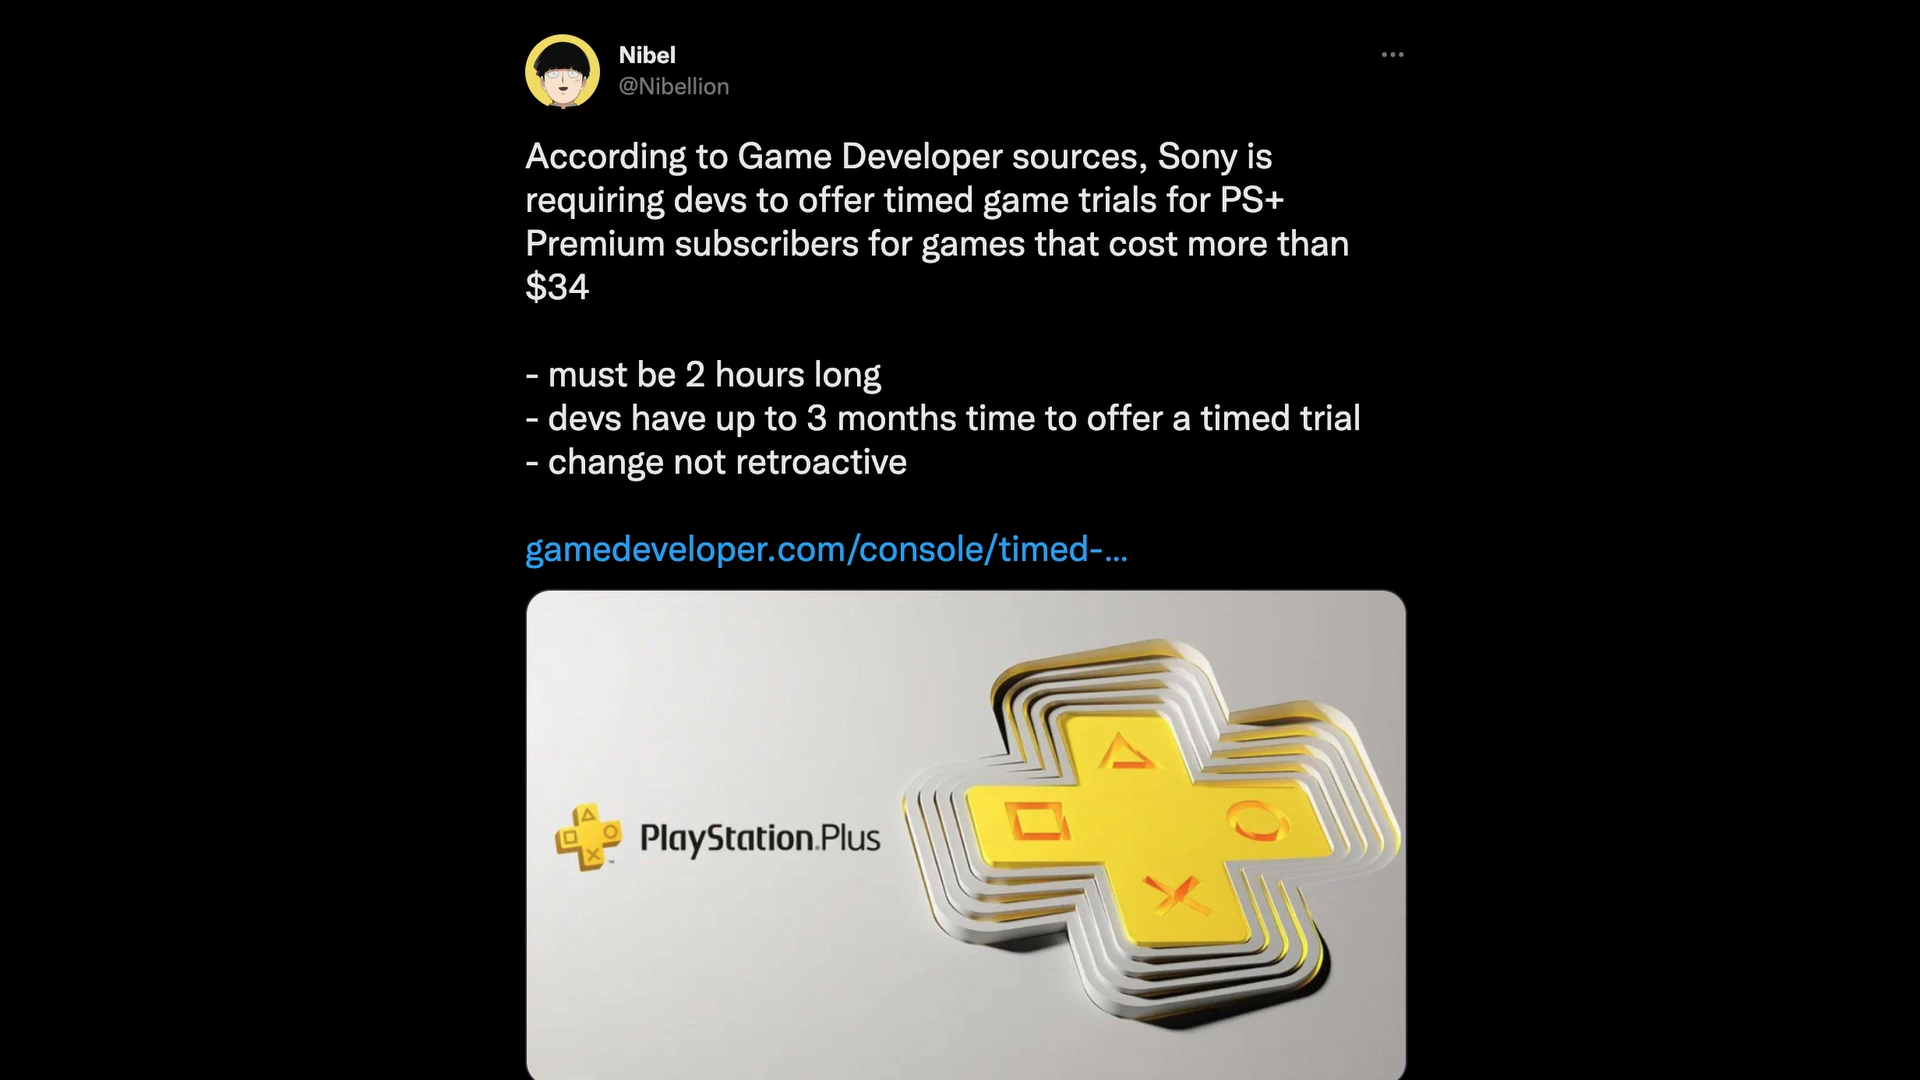 Nibel
@Nibellion
According to Game Developer sources, Sony is
requiring devs to offer timed game trials for PS+
Premium subscribers for games that cost more than
$34
- must be 2 hours long
- devs have up to 3 months time to offer a timed trial
- change not retroactive
gamedeveloper.com/console/timed-...
PlayStation.Plus